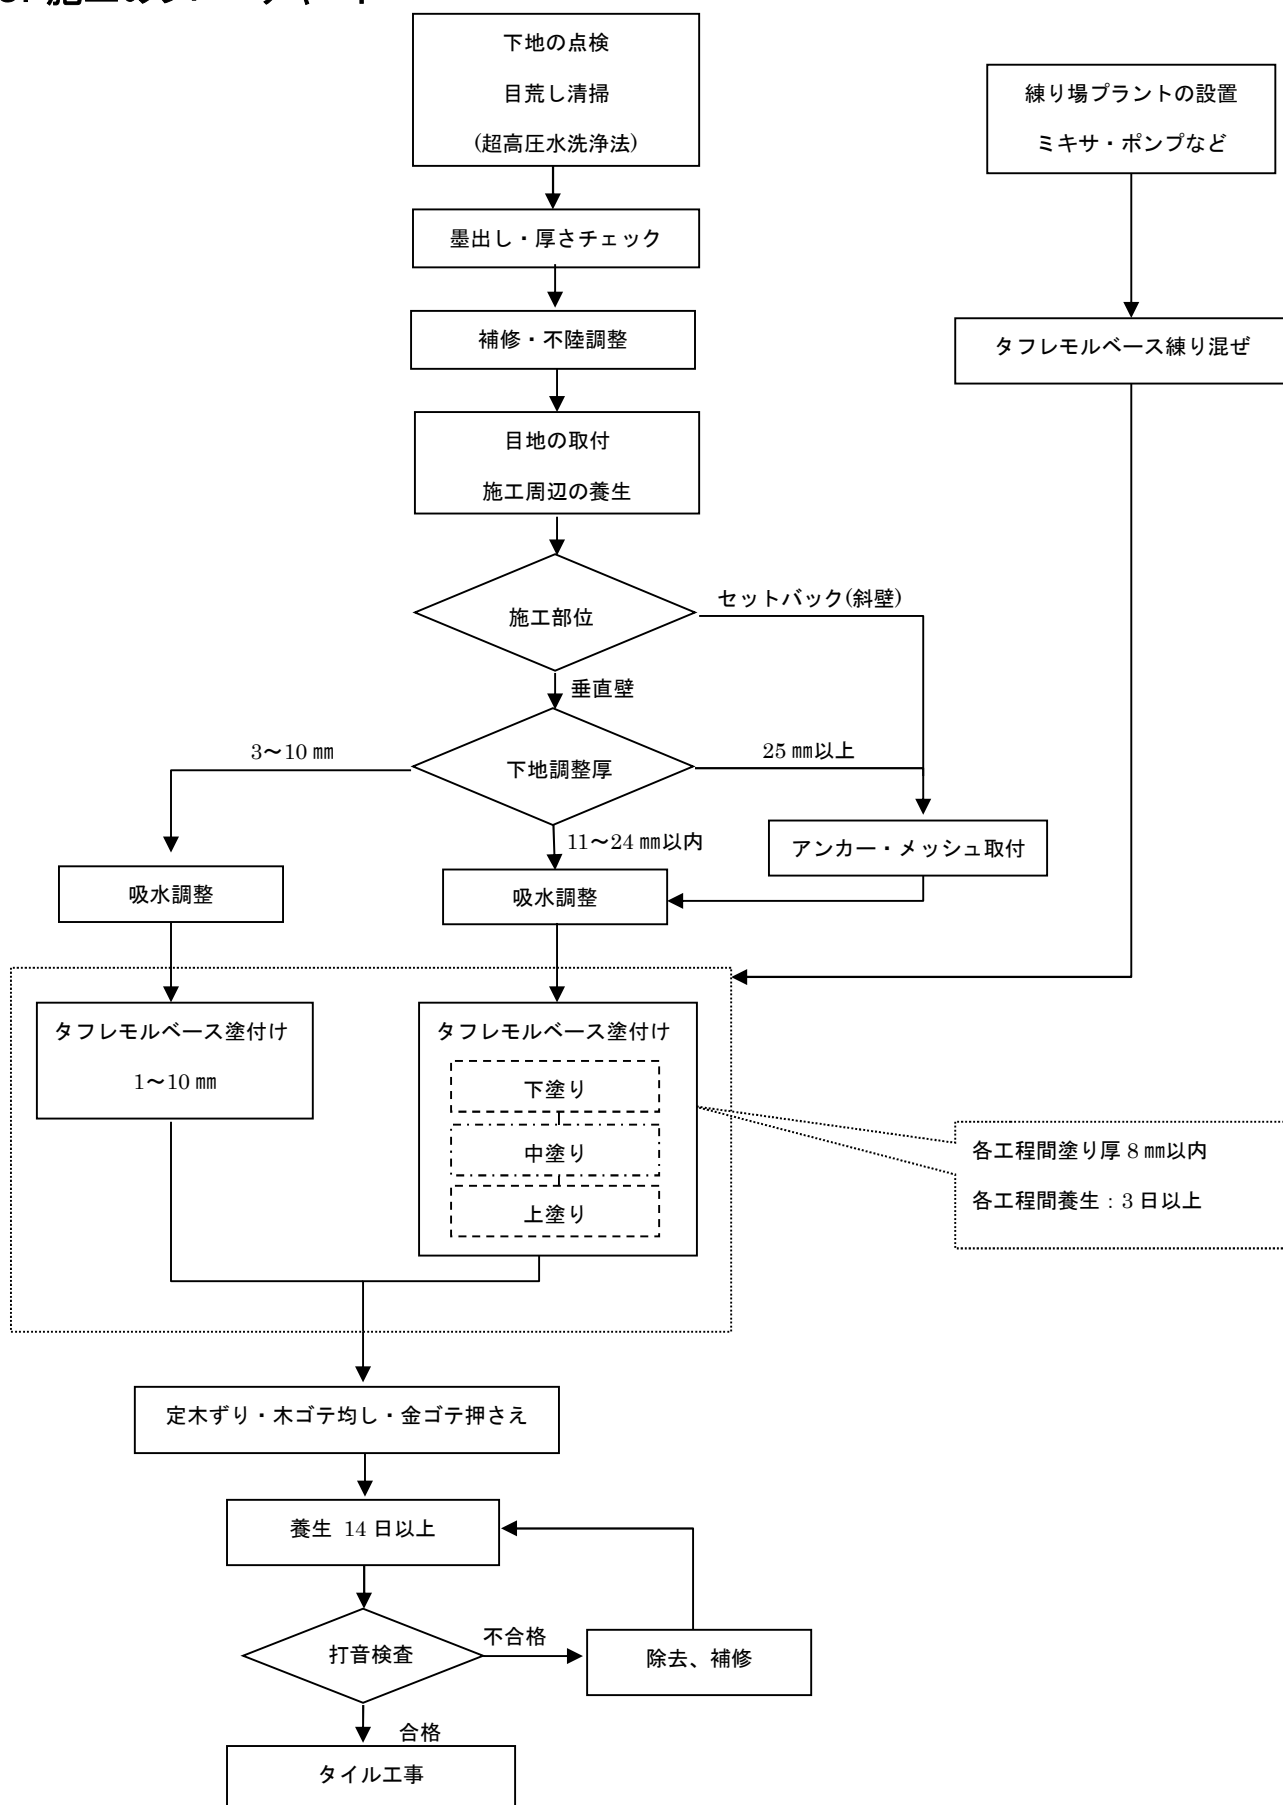 下地の点検
目荒し清掃
(超高圧水洗浄法)
練り場プラントの設置
ミキサ・ポンプなど
墨出し・厚さチェック
補修・不陸調整
タフレモルベース練り混ぜ
目地の取付
施工周辺の養生
施工部位
セットバック(斜壁)
垂直壁
下地調整厚
3～10 ㎜
25 ㎜以上
11～24 ㎜以内
アンカー・メッシュ取付
吸水調整
吸水調整
タフレモルベース塗付け
1～10 ㎜
タフレモルベース塗付け
下塗り
中塗り
上塗り
各工程間塗り厚 8 ㎜以内
各工程間養生：3 日以上
定木ずり・木ゴテ均し・金ゴテ押さえ
養生 14 日以上
打音検査
不合格
除去、補修
合格
タイル工事